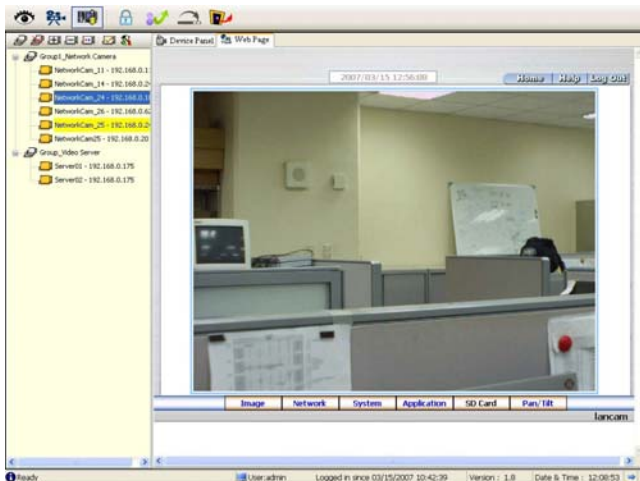 Device Panel Web Page
Group1_Network Camera
NetworkCam_11 - 192.168.0.1
NetworkCam_14 - 192.168.0.2
NetworkCam_24 - 192.168.0.1
NetworkCam_26 - 192.168.0.6
NetworkCam_25 - 192.168.0.2
NetworkCam25 - 192.168.0.20
Group_Video Server
Server01 - 192.168.0.175
Server02 - 192.168.0.175
2007/03/15 12:56:00
Home Help Log Out
Image Network System Application SD Card Pan/Tilt
lancam
Ready User:admin Logged in since 03/15/2007 10:42:39 Version : 1.8 Date & Time : 12:08:53